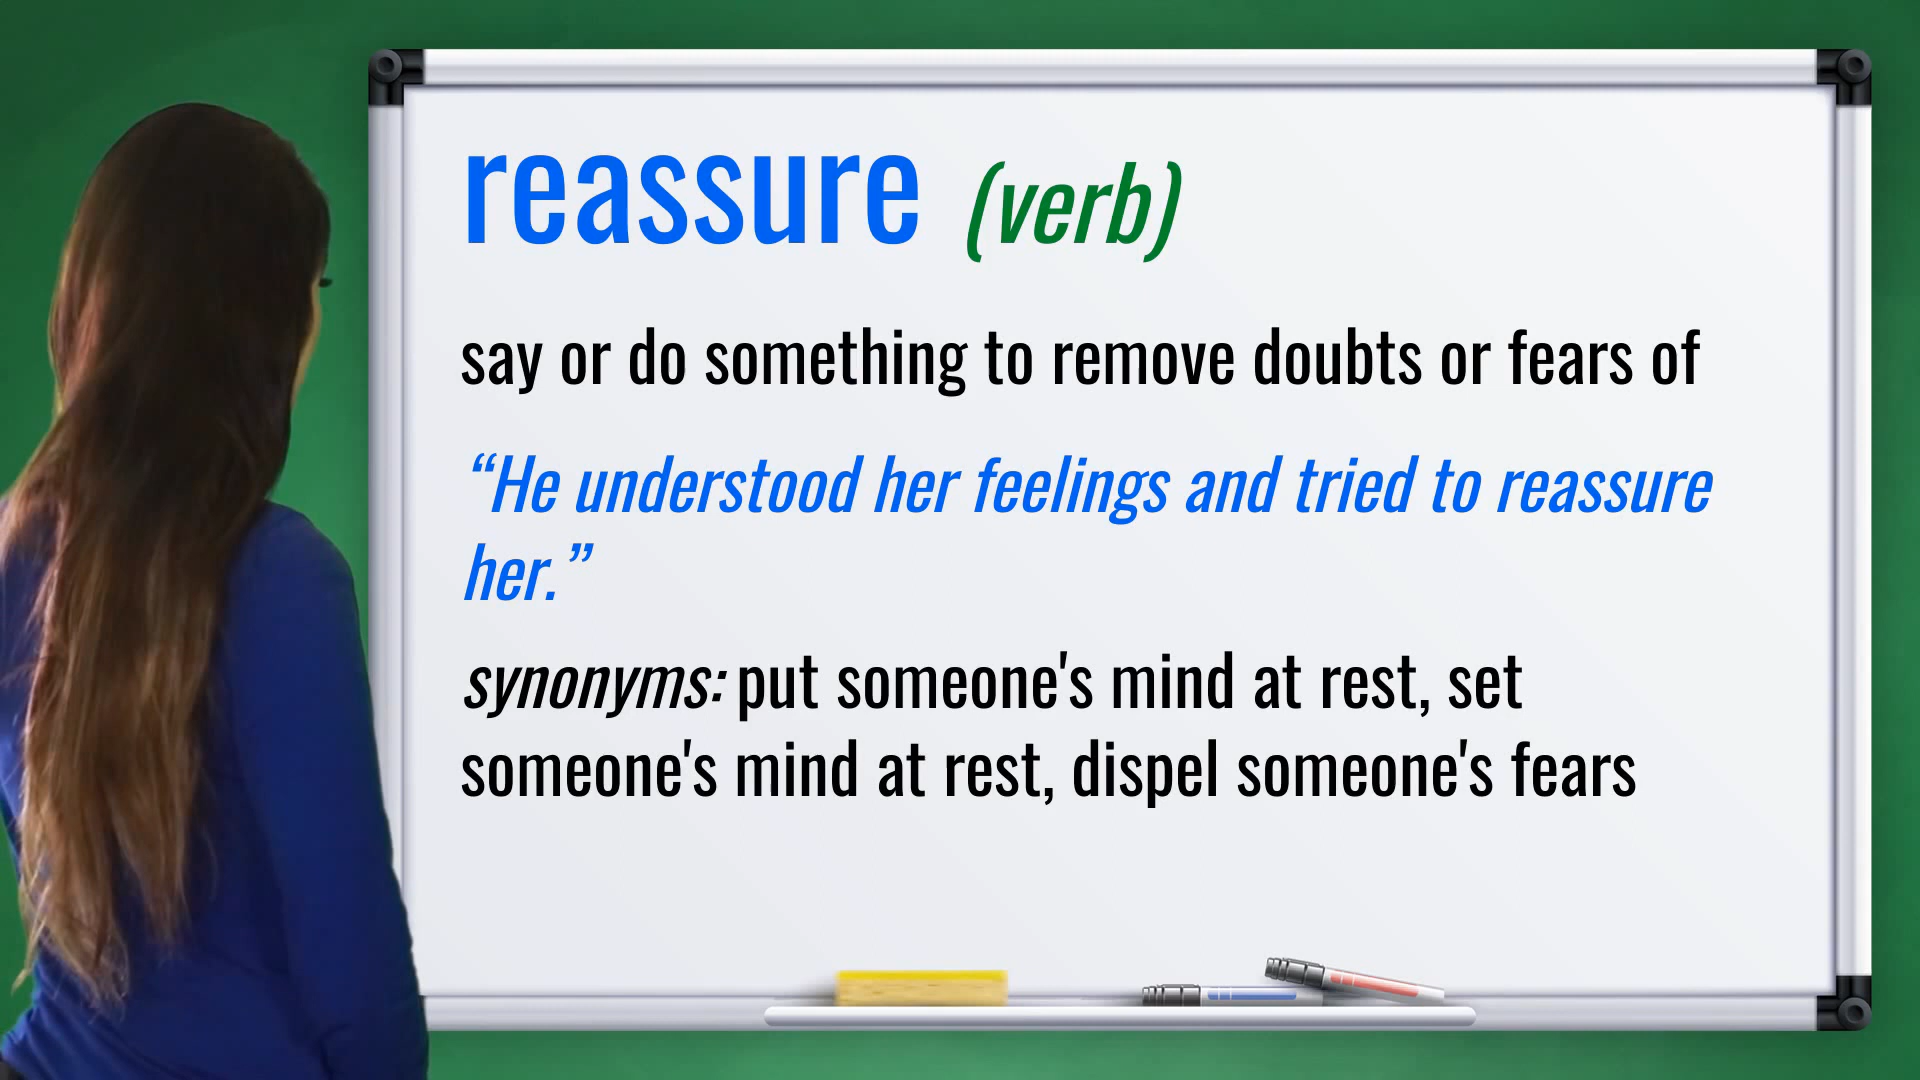 reassure (verb)
say or do something to remove doubts or fears of
“He understood her feelings and tried to reassure
her.”
synonyms: put someone's mind at rest, set
someone's mind at rest, dispel someone's fears